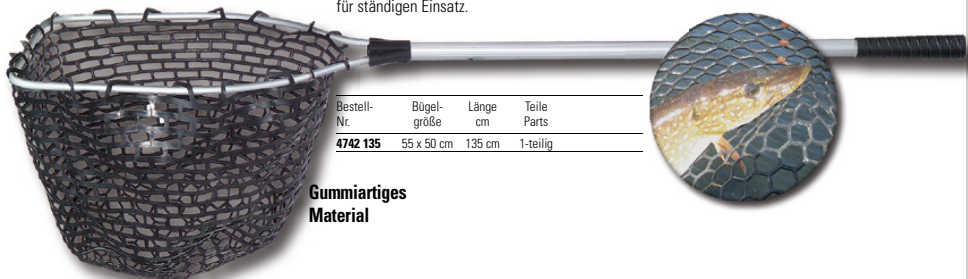 für ständigen Einsatz.
Bestell-Nr. Bügel-größe Länge cm Teile Parts
4742 135 55 x 50 cm 135 cm 1-teilig
Gummiartiges
Material